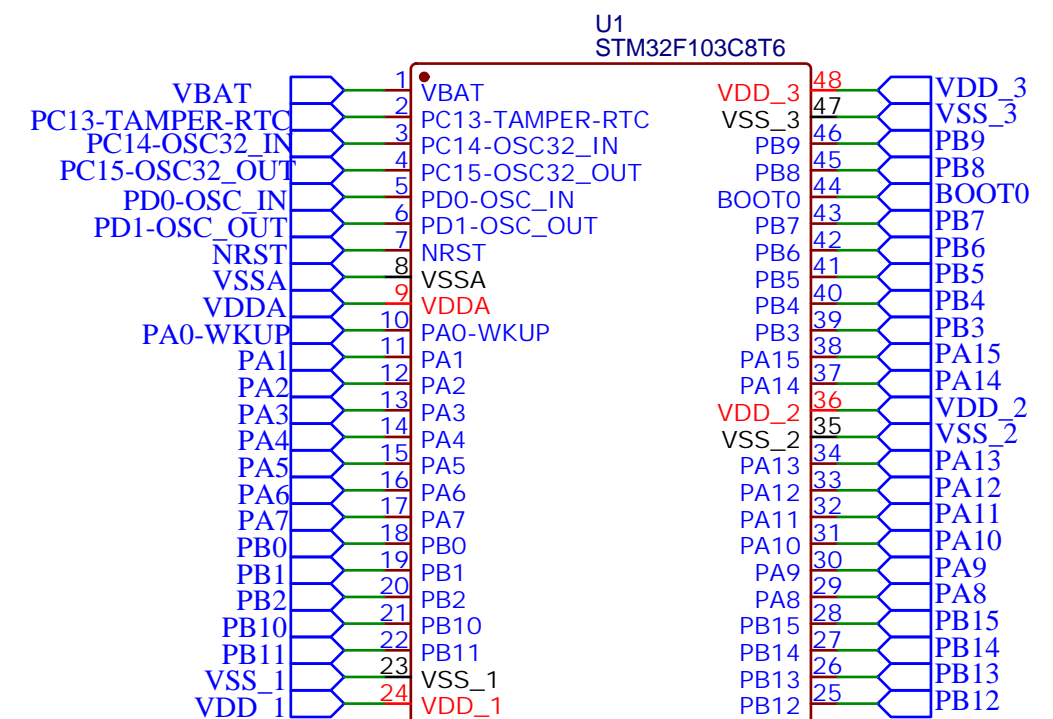 U1
STM32F103C8T6
VBAT 1 VBAT VDD_3 48 VDD_3
PC13-TAMPER-RTC 2 PC13-TAMPER-RTC VSS_3 47 VSS_3
PC14-OSC32_IN 3 PC14-OSC32_IN PB9 46 PB9
PC15-OSC32_OUT 4 PC15-OSC32_OUT PB8 45 PB8
PD0-OSC_IN 5 PD0-OSC_IN BOOT0 44 BOOT0
PD1-OSC_OUT 6 PD1-OSC_OUT PB7 43 PB7
NRST 7 NRST PB6 42 PB6
VSSA 8 VSSA PB5 41 PB5
VDDA 9 VDDA PB4 40 PB4
PA0-WKUP 10 PA0-WKUP PB3 39 PB3
PA1 11 PA1 PA15 38 PA15
PA2 12 PA2 PA14 37 PA14
PA3 13 PA3 VDD_2 36 VDD_2
PA4 14 PA4 VSS_2 35 VSS_2
PA5 15 PA5 PA13 34 PA13
PA6 16 PA6 PA12 33 PA12
PA7 17 PA7 PA11 32 PA11
PB0 18 PB0 PA10 31 PA10
PB1 19 PB1 PA9 30 PA9
PB2 20 PB2 PA8 29 PA8
PB10 21 PB10 PB15 28 PB15
PB11 22 PB11 PB14 27 PB14
VSS_1 23 VSS_1 PB13 26 PB13
VDD_1 24 VDD_1 PB12 25 PB12